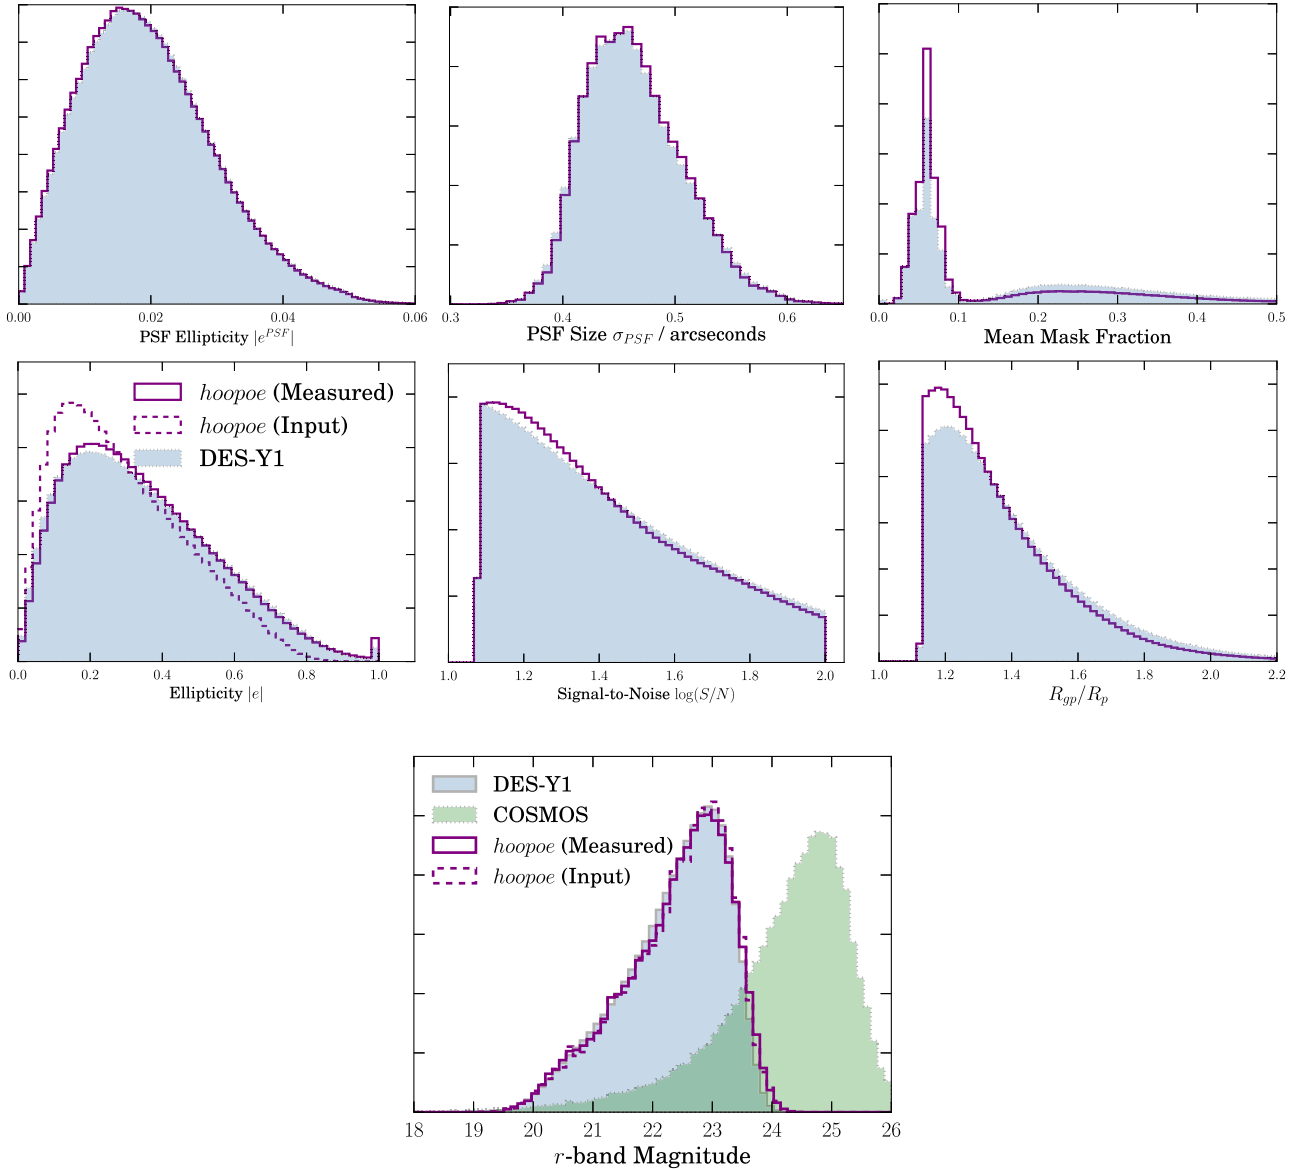 0.00 0.02 0.04 0.06
PSF Ellipticity |e^{PSF}|
0.3 0.4 0.5 0.6
PSF Size σ_{PSF} / arcseconds
0.0 0.1 0.2 0.3 0.4 0.5
Mean Mask Fraction
hoopoe (Measured)
hoopoe (Input)
DES-Y1
0.0 0.2 0.4 0.6 0.8 1.0
Ellipticity |e|
1.0 1.2 1.4 1.6 1.8 2.0
Signal-to-Noise log(S/N)
1.0 1.2 1.4 1.6 1.8 2.0 2.2
R_{gp}/R_p
DES-Y1
COSMOS
hoopoe (Measured)
hoopoe (Input)
18 19 20 21 22 23 24 25 26
r-band Magnitude